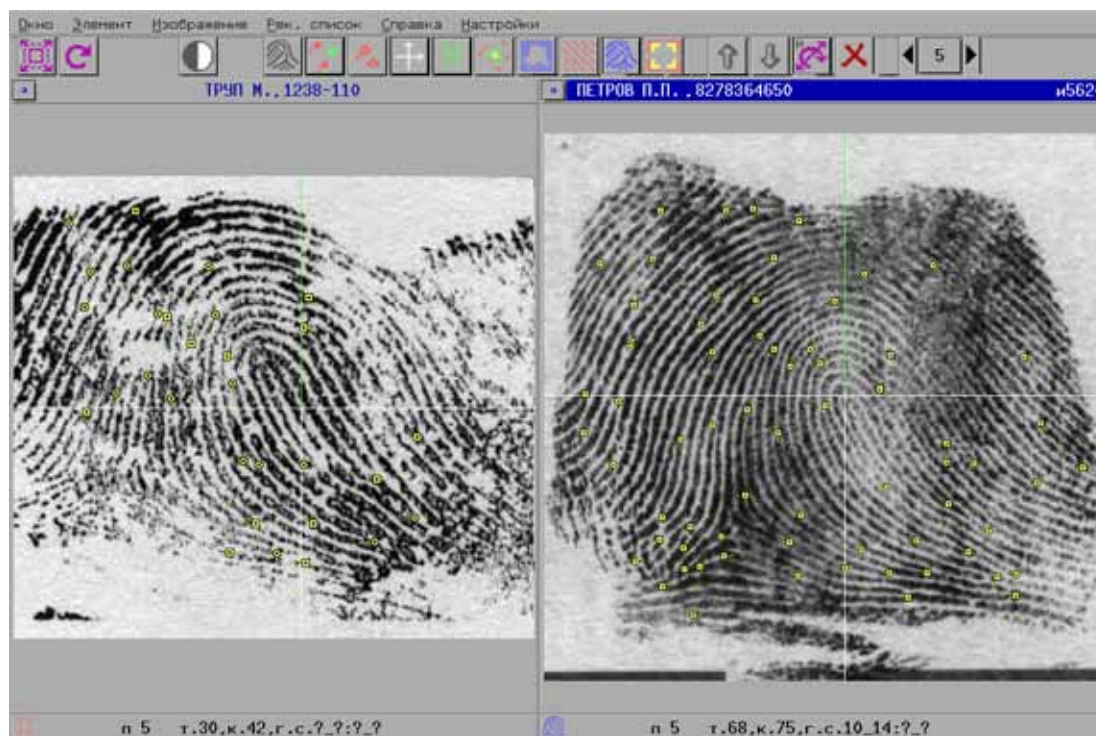 Окно Элемент Изображение Рек. список Справка Настройки
5
ТРУП М.,1238-110
ПЕТРОВ П.П.,8278364650 м5624
п 5 т.30,к.42,г.с.?_?:?_?
п 5 т.68,к.75,г.с.10_14:?_?